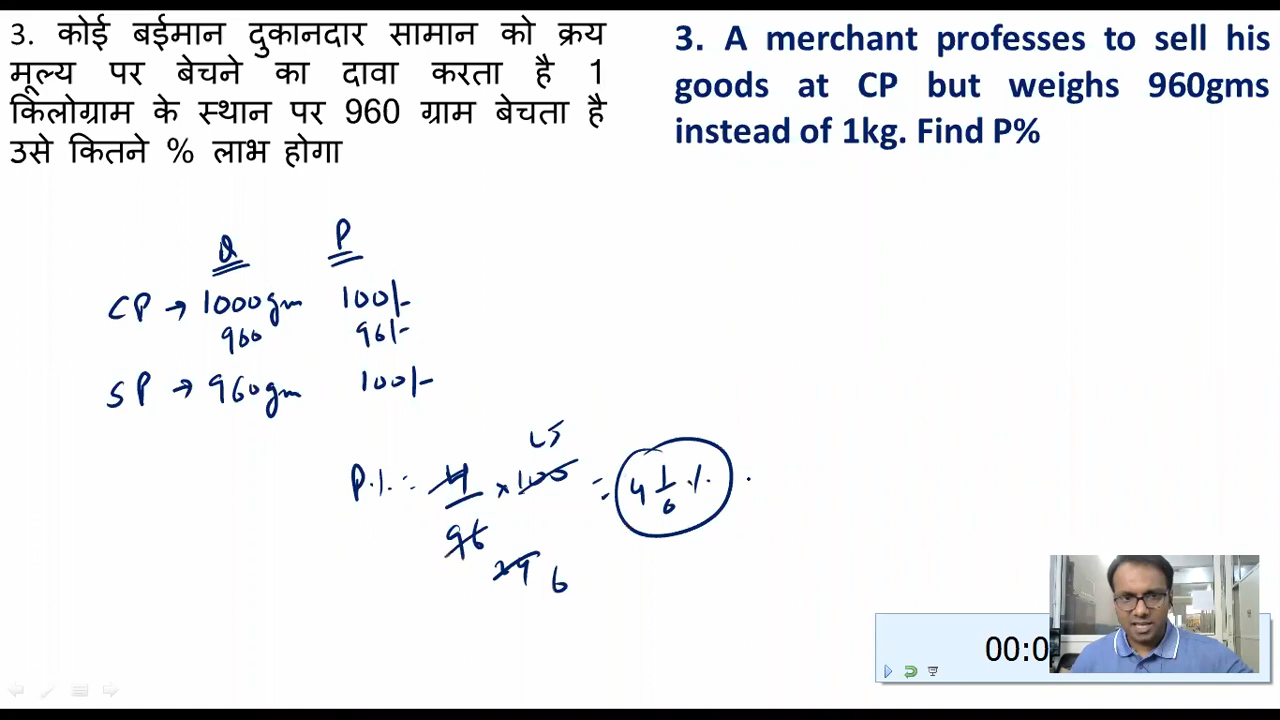 3. कोई बईमान दुकानदार सामान को क्रय
मूल्य पर बेचने का दावा करता है 1
किलोग्राम के स्थान पर 960 ग्राम बेचता है
उसे कितने % लाभ होगा
3. A merchant professes to sell his
goods at CP but weighs 960gms
instead of 1kg. Find P%
Q P
CP → 1000gm 100/-
960 96/-
SP → 960gm 100/-
25
P.%. = 4/96 × 100 = 4 1/6 %.
24 6
00:0